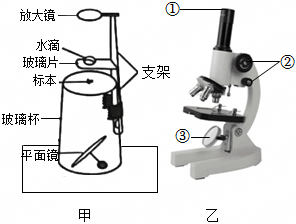 放大镜
水滴
玻璃片
标本
支架
玻璃杯
平面镜
甲
①
②
③
乙